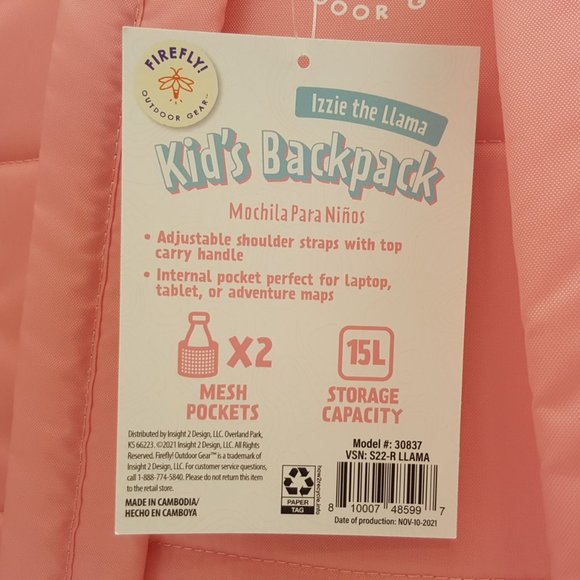 OOOR G
FIREFLY!
OUTDOOR GEAR™
Izzie the Llama
Kid's Backpack
Mochila Para Niños
• Adjustable shoulder straps with top
carry handle
• Internal pocket perfect for laptop,
tablet, or adventure maps
X2
MESH
POCKETS
15L
STORAGE
CAPACITY
Distributed by Insight 2 Design, LLC. Overland Park,
KS 66223. ©2021 Insight 2 Design, LLC. All Rights
Reserved. Firefly! Outdoor Gear™ is a trademark of
Insight 2 Design, LLC. For customer service questions,
call 1-888-774-5840. Please do not return this item
to the retail store.
MADE IN CAMBODIA/
HECHO EN CAMBOYA
Model #: 30837
VSN: S22-R LLAMA
PAPER
TAG
how2recycle.info
8 10007 48599 7
Date of production: NOV-10-2021